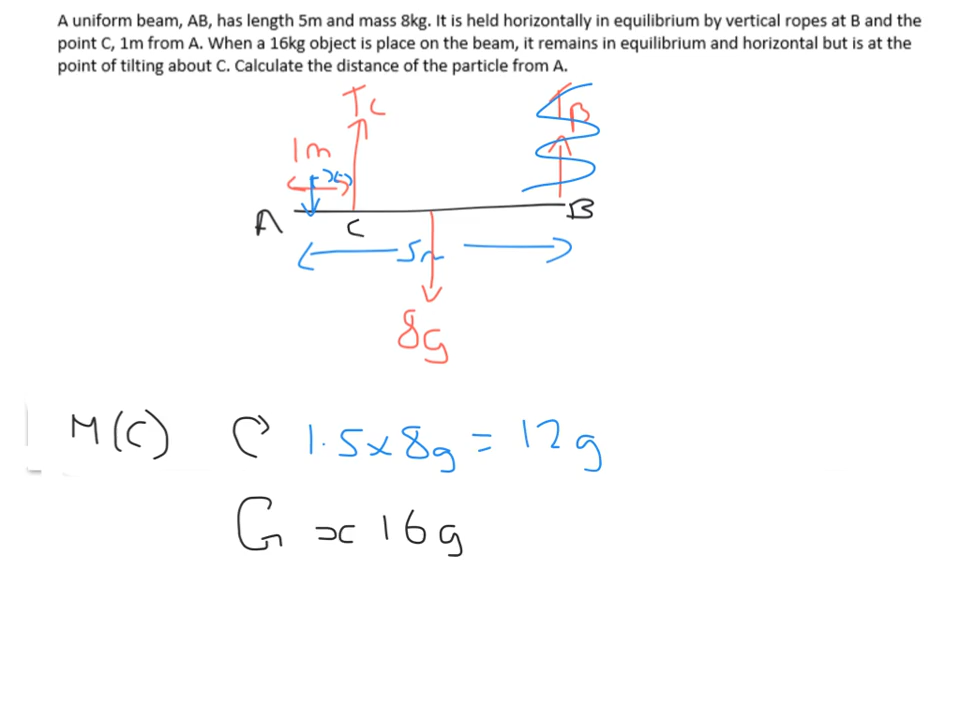 A uniform beam, AB, has length 5m and mass 8kg. It is held horizontally in equilibrium by vertical ropes at B and the
point C, 1m from A. When a 16kg object is place on the beam, it remains in equilibrium and horizontal but is at the
point of tilting about C. Calculate the distance of the particle from A.
Tc
TB
1m
x
A
C
B
5m
8g
M(C) ↻ 1.5x8g = 12g
↺ x 16g